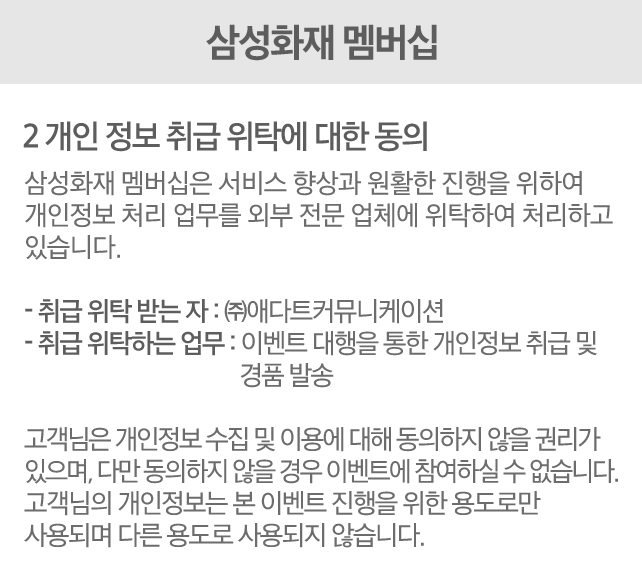 삼성화재 멤버십
2 개인 정보 취급 위탁에 대한 동의
삼성화재 멤버십은 서비스 향상과 원활한 진행을 위하여
개인정보 처리 업무를 외부 전문 업체에 위탁하여 처리하고
있습니다.
- 취급 위탁 받는 자 : ㈜애다트커뮤니케이션
- 취급 위탁하는 업무 : 이벤트 대행을 통한 개인정보 취급 및
경품 발송
고객님은 개인정보 수집 및 이용에 대해 동의하지 않을 권리가
있으며, 다만 동의하지 않을 경우 이벤트에 참여하실 수 없습니다.
고객님의 개인정보는 본 이벤트 진행을 위한 용도로만
사용되며 다른 용도로 사용되지 않습니다.